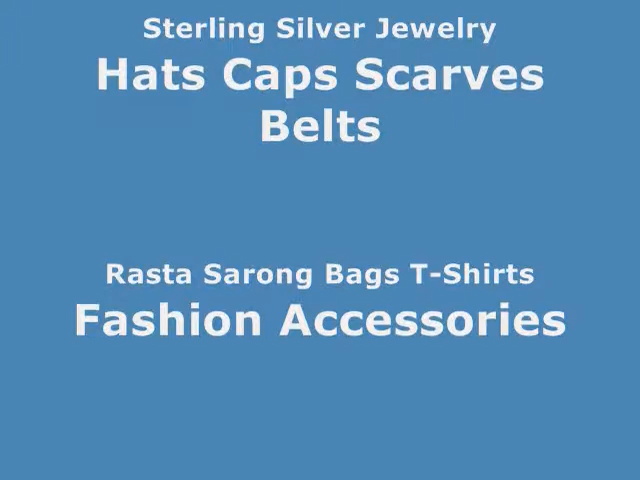 Sterling Silver Jewelry
Hats Caps Scarves
Belts
Rasta Sarong Bags T-Shirts
Fashion Accessories